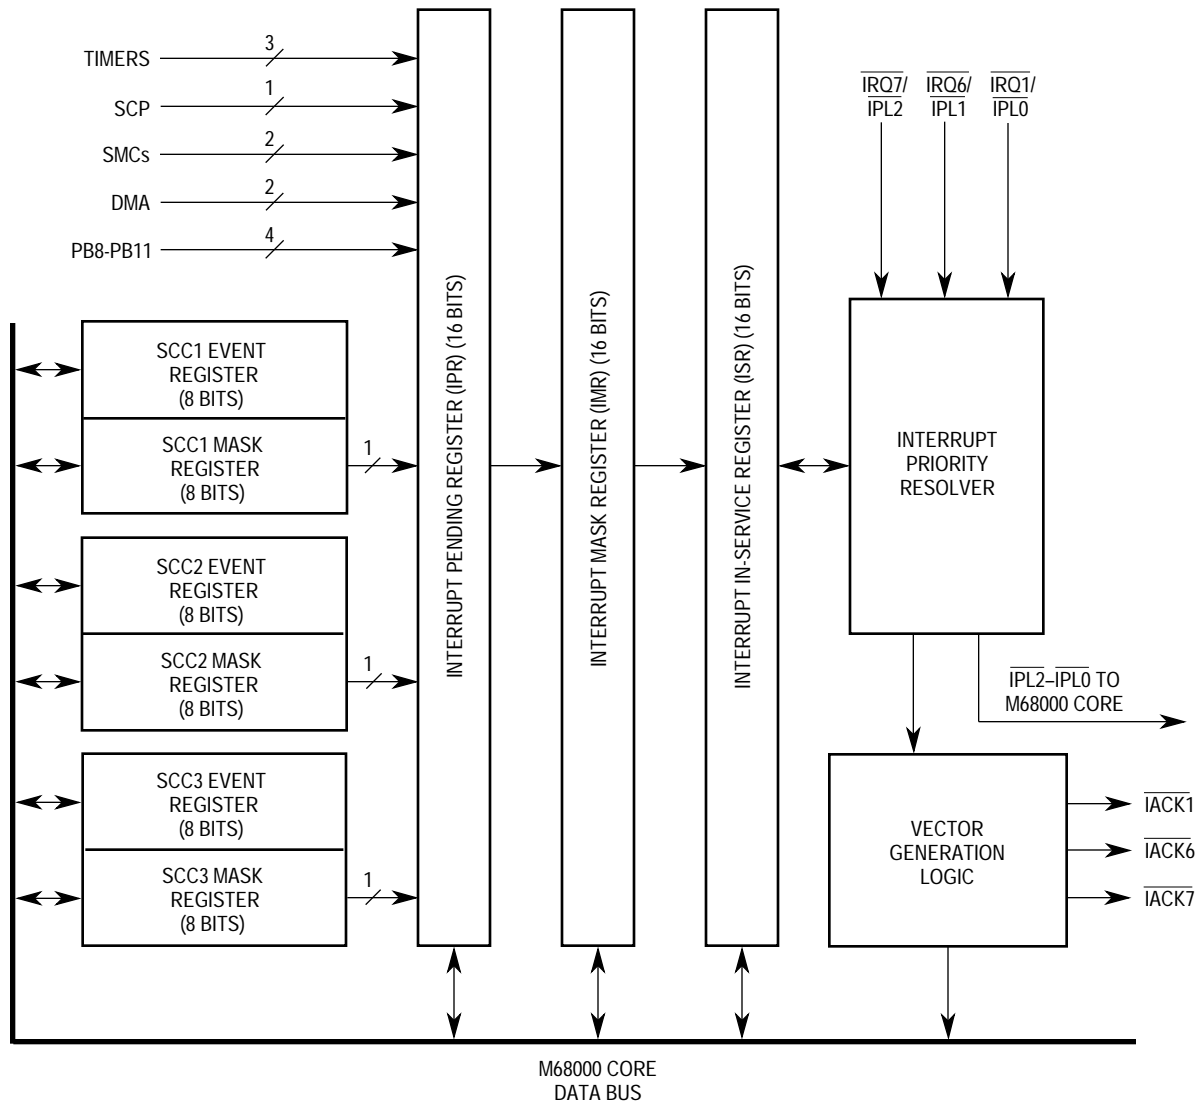 TIMERS
3
SCP
1
SMCs
2
DMA
2
PB8-PB11
4
SCC1 EVENT
REGISTER
(8 BITS)
SCC1 MASK
REGISTER
(8 BITS)
1
SCC2 EVENT
REGISTER
(8 BITS)
SCC2 MASK
REGISTER
(8 BITS)
1
SCC3 EVENT
REGISTER
(8 BITS)
SCC3 MASK
REGISTER
(8 BITS)
1
INTERRUPT PENDING REGISTER (IPR) (16 BITS)
INTERRUPT MASK REGISTER (IMR) (16 BITS)
INTERRUPT IN-SERVICE REGISTER (ISR) (16 BITS)
IRQ7/
IPL2
IRQ6/
IPL1
IRQ1/
IPL0
INTERRUPT
PRIORITY
RESOLVER
IPL2–IPL0 TO
M68000 CORE
VECTOR
GENERATION
LOGIC
IACK1
IACK6
IACK7
M68000 CORE
DATA BUS